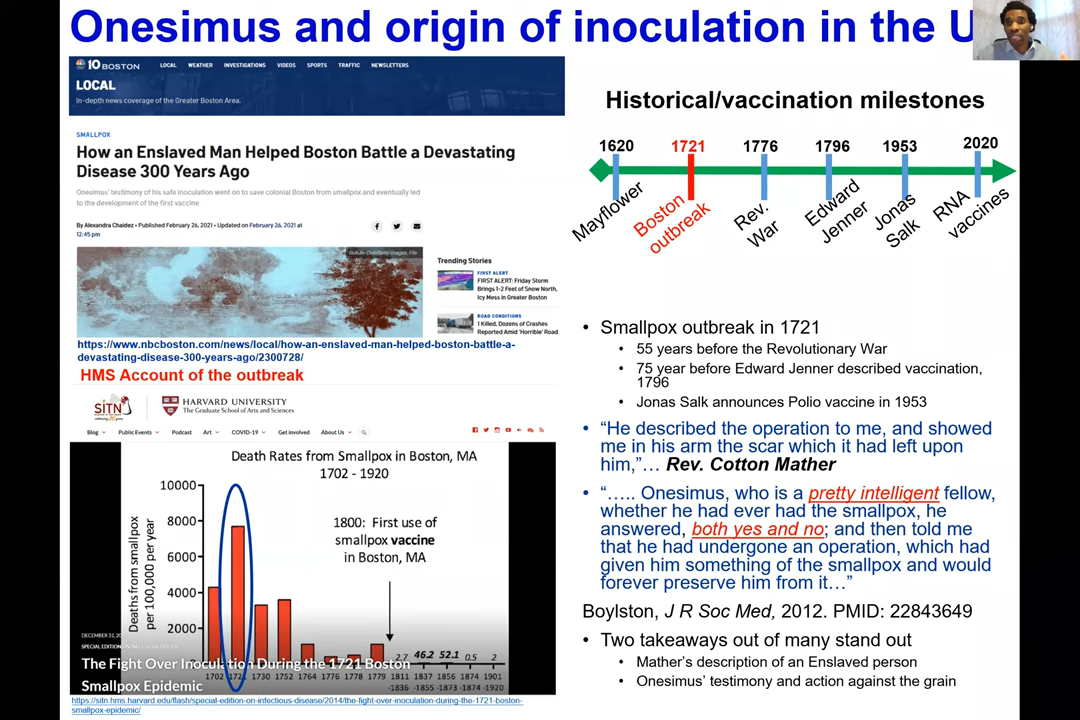 Onesimus and origin of inoculation in the U
10 BOSTON
LOCAL WEATHER INVESTIGATIONS VIDEOS SPORTS TRAFFIC NEWSLETTERS
LOCAL
In-depth news coverage of the Greater Boston Area.
SMALLPOX
How an Enslaved Man Helped Boston Battle a Devastating
Disease 300 Years Ago
Onesimus' testimony of his safe inoculation went on to save colonial Boston from smallpox and eventually led
to the development of the first vaccine
By Alexandra Chaidez • Published February 26, 2021 • Updated on February 26, 2021 at
12:45 pm
Getty Images, File
Trending Stories
FIRST ALERT
FIRST ALERT: Friday Storm
Brings 1-2 Feet of Snow North,
Icy Mess in Greater Boston
ROAD CONDITIONS
1 Killed, Dozens of Crashes
Reported Amid 'Horrible' Road
https://www.nbcboston.com/news/local/how-an-enslaved-man-helped-boston-battle-a-
devastating-disease-300-years-ago/2300728/
HMS Account of the outbreak
SITN
HARVARD UNIVERSITY
The Graduate School of Arts and Sciences
Blog Public Events Podcast Art COVID-19 Get involved About Us
Death Rates from Smallpox in Boston, MA
1702 - 1920
Deaths from smallpox
per 100,000 per year
10000
8000
6000
4000
2000
1800: First use of
smallpox vaccine
in Boston, MA
2.7 46.2 52.1 0.5 2
1702 1721 1730 1752 1764 1776 1778 1779 1811 1837 1856 1874 1901
-1836 -1855 -1873 -1874 -1920
DECEMBER 31, 20
The Fight Over Inoculation During the 1721 Boston
Smallpox Epidemic
https://sitn.hms.harvard.edu/flash/special-edition-on-infectious-disease/2014/the-fight-over-inoculation-during-the-1721-boston-
smallpox-epidemic/
Historical/vaccination milestones
1620 1721 1776 1796 1953 2020
Mayflower
Boston
outbreak
Rev.
War
Edward
Jenner
Jonas
Salk
RNA
vaccines
• Smallpox outbreak in 1721
• 55 years before the Revolutionary War
• 75 year before Edward Jenner described vaccination,
1796
• Jonas Salk announces Polio vaccine in 1953
• “He described the operation to me, and showed
me in his arm the scar which it had left upon
him,”… Rev. Cotton Mather
• “….. Onesimus, who is a pretty intelligent fellow,
whether he had ever had the smallpox, he
answered, both yes and no; and then told me
that he had undergone an operation, which had
given him something of the smallpox and would
forever preserve him from it…”
Boylston, J R Soc Med, 2012. PMID: 22843649
• Two takeaways out of many stand out
• Mather’s description of an Enslaved person
• Onesimus’ testimony and action against the grain